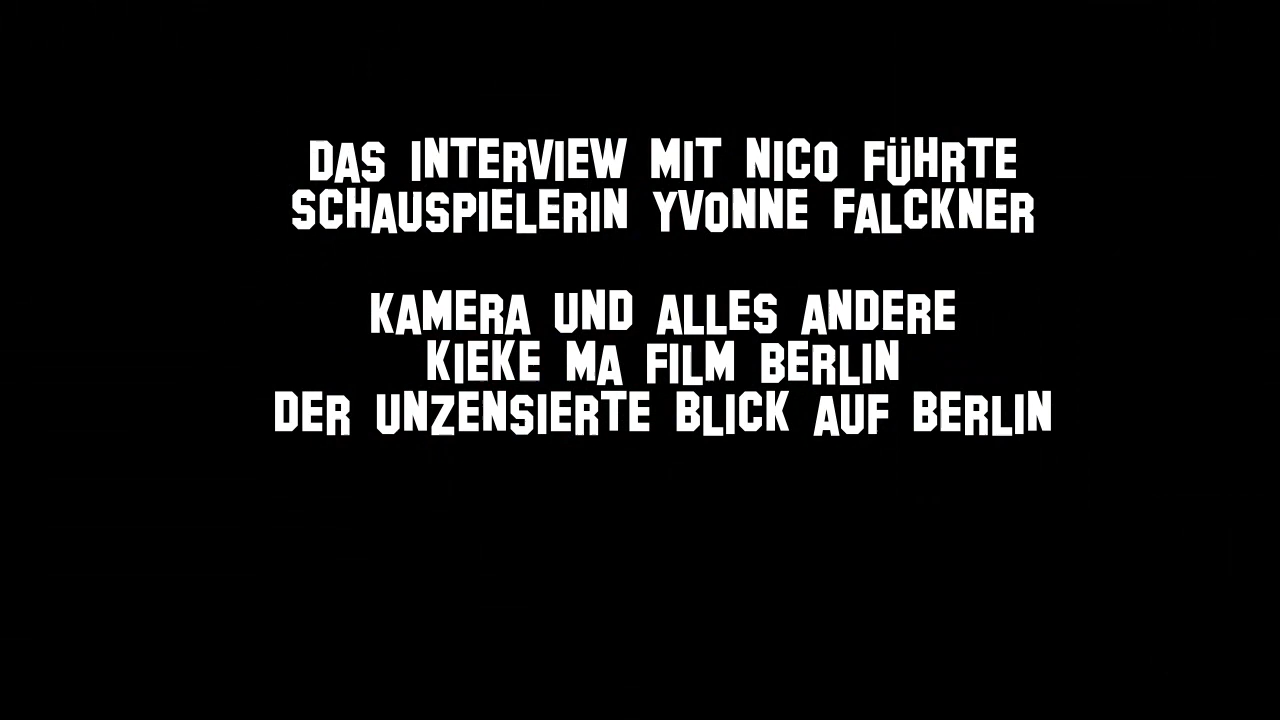 DAS INTERVIEW MIT NICO FÜHRTE
SCHAUSPIELERIN YVONNE FALCKNER
KAMERA UND ALLES ANDERE
KIEKE MA FILM BERLIN
DER UNZENSIERTE BLICK AUF BERLIN